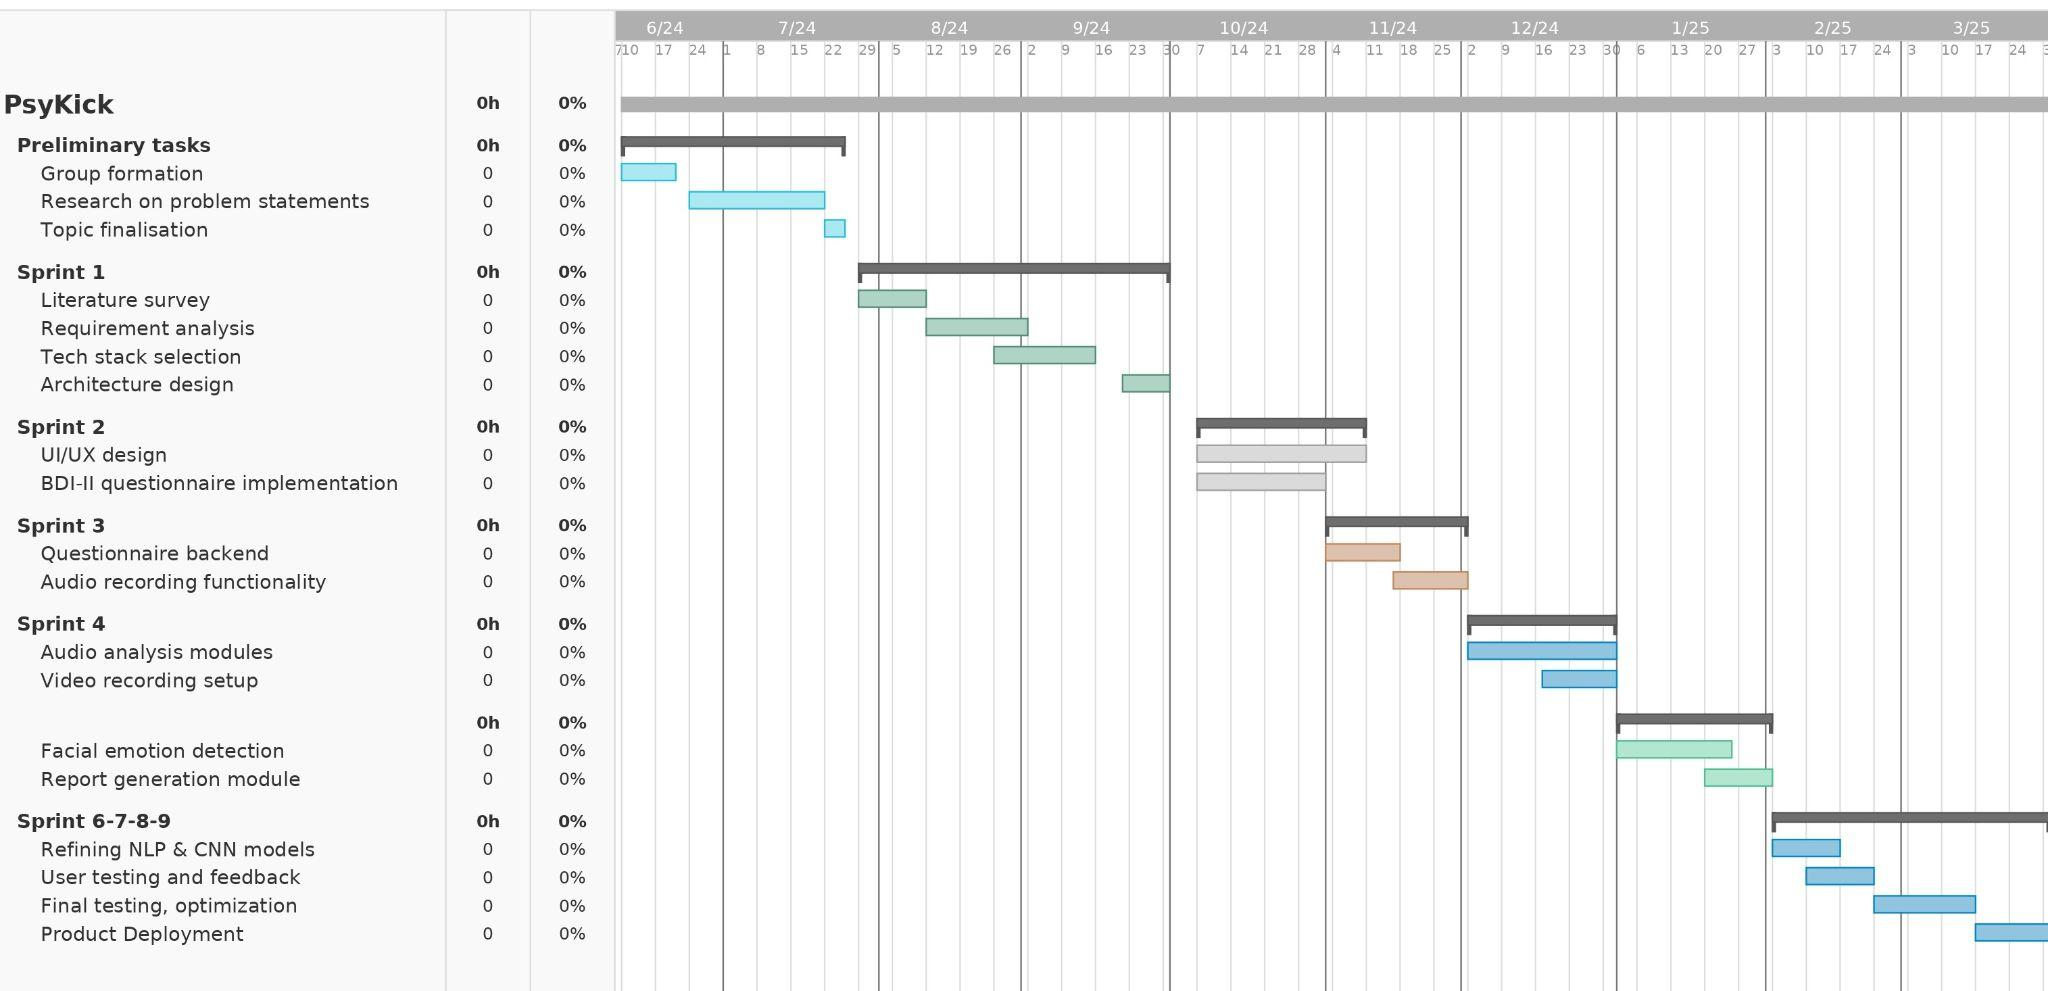 6/24 7/24 8/24 9/24 10/24 11/24 12/24 1/25 2/25 3/25
7 10 17 24 1 8 15 22 29 5 12 19 26 2 9 16 23 30 7 14 21 28 4 11 18 25 2 9 16 23 30 6 13 20 27 3 10 17 24 3 10 17 24
PsyKick 0h 0%
Preliminary tasks 0h 0%
Group formation 0 0%
Research on problem statements 0 0%
Topic finalisation 0 0%
Sprint 1 0h 0%
Literature survey 0 0%
Requirement analysis 0 0%
Tech stack selection 0 0%
Architecture design 0 0%
Sprint 2 0h 0%
UI/UX design 0 0%
BDI-II questionnaire implementation 0 0%
Sprint 3 0h 0%
Questionnaire backend 0 0%
Audio recording functionality 0 0%
Sprint 4 0h 0%
Audio analysis modules 0 0%
Video recording setup 0 0%
0h 0%
Facial emotion detection 0 0%
Report generation module 0 0%
Sprint 6-7-8-9 0h 0%
Refining NLP & CNN models 0 0%
User testing and feedback 0 0%
Final testing, optimization 0 0%
Product Deployment 0 0%